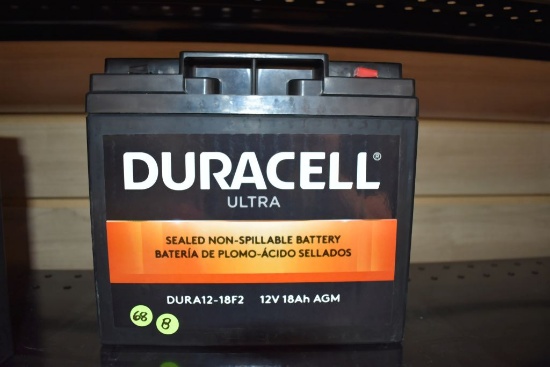 DURACELL®
ULTRA
SEALED NON-SPILLABLE BATTERY
BATERÍA DE PLOMO-ÁCIDO SELLADOS
DURA12-18F2 12V 18Ah AGM
68
8